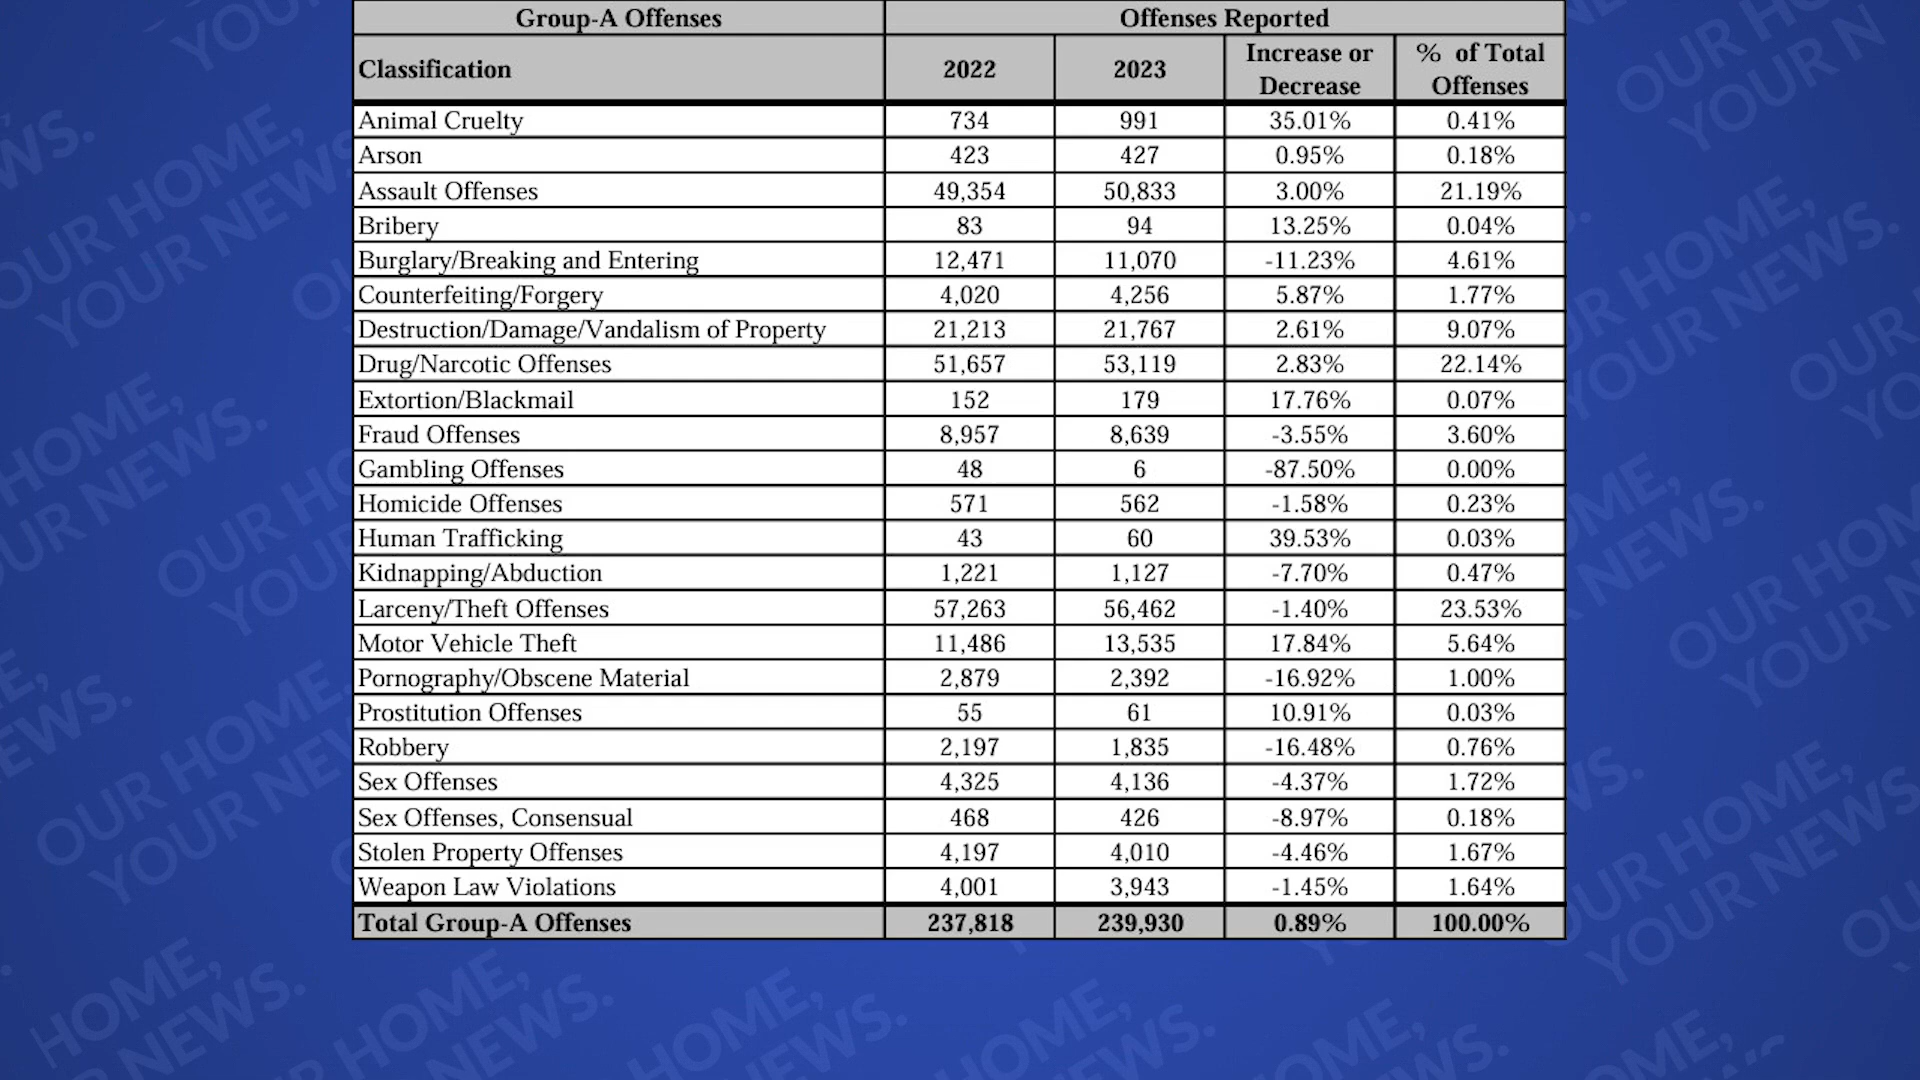 Group-A Offenses Offenses Reported
Classification 2022 2023 Increase or Decrease % of Total Offenses
Animal Cruelty 734 991 35.01% 0.41%
Arson 423 427 0.95% 0.18%
Assault Offenses 49,354 50,833 3.00% 21.19%
Bribery 83 94 13.25% 0.04%
Burglary/Breaking and Entering 12,471 11,070 -11.23% 4.61%
Counterfeiting/Forgery 4,020 4,256 5.87% 1.77%
Destruction/Damage/Vandalism of Property 21,213 21,767 2.61% 9.07%
Drug/Narcotic Offenses 51,657 53,119 2.83% 22.14%
Extortion/Blackmail 152 179 17.76% 0.07%
Fraud Offenses 8,957 8,639 -3.55% 3.60%
Gambling Offenses 48 6 -87.50% 0.00%
Homicide Offenses 571 562 -1.58% 0.23%
Human Trafficking 43 60 39.53% 0.03%
Kidnapping/Abduction 1,221 1,127 -7.70% 0.47%
Larceny/Theft Offenses 57,263 56,462 -1.40% 23.53%
Motor Vehicle Theft 11,486 13,535 17.84% 5.64%
Pornography/Obscene Material 2,879 2,392 -16.92% 1.00%
Prostitution Offenses 55 61 10.91% 0.03%
Robbery 2,197 1,835 -16.48% 0.76%
Sex Offenses 4,325 4,136 -4.37% 1.72%
Sex Offenses, Consensual 468 426 -8.97% 0.18%
Stolen Property Offenses 4,197 4,010 -4.46% 1.67%
Weapon Law Violations 4,001 3,943 -1.45% 1.64%
Total Group-A Offenses 237,818 239,930 0.89% 100.00%
OUR HOME,
YOUR NEWS.